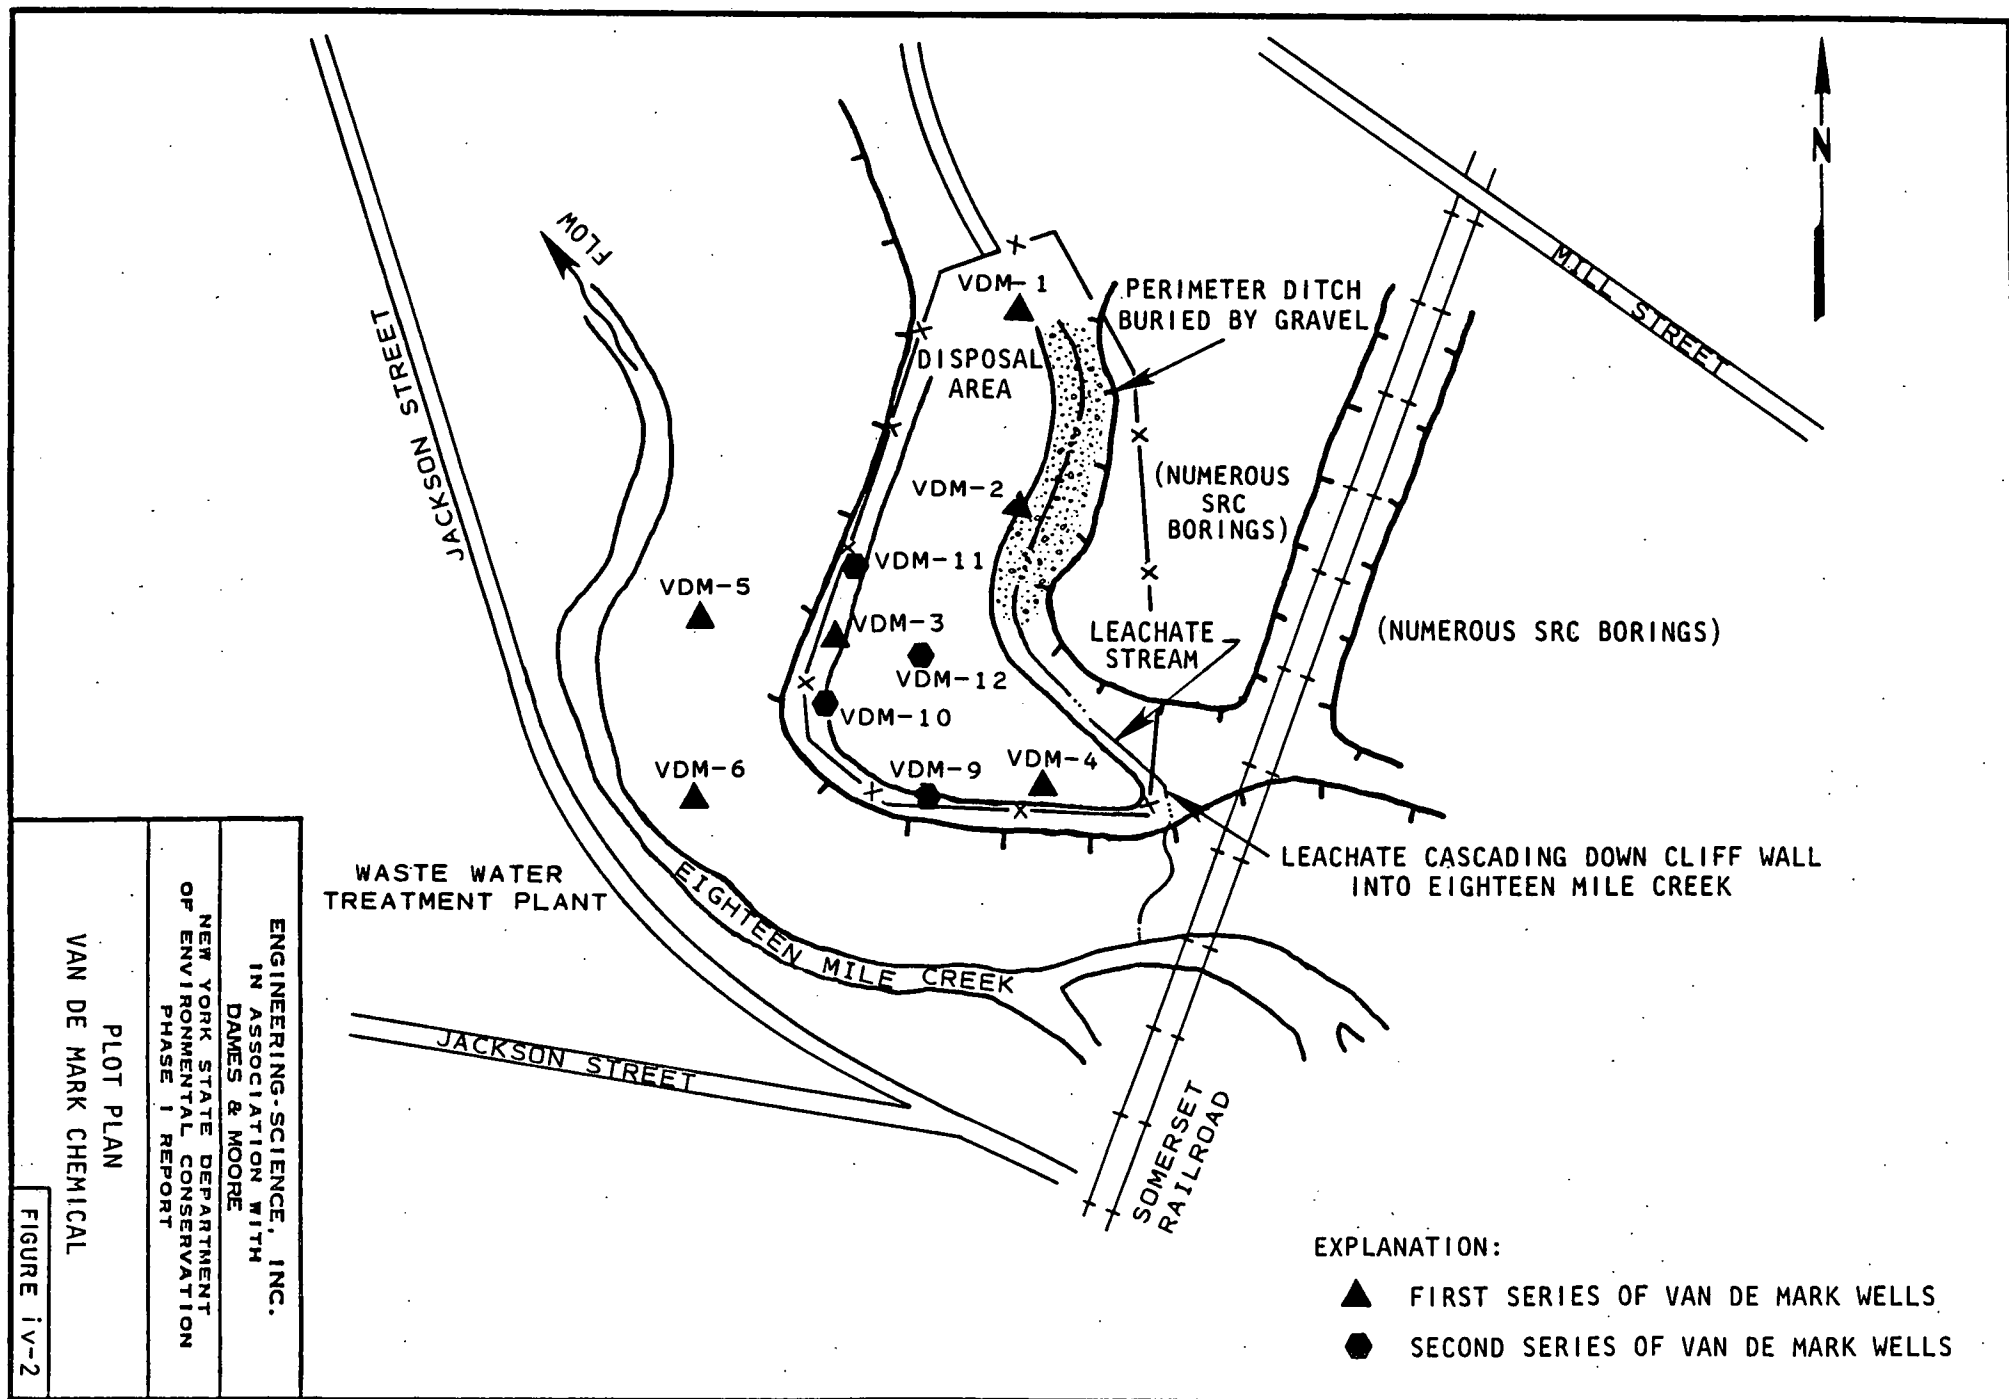 FLOW
N
MILL STREET
JACKSON STREET
VDM-1
PERIMETER DITCH
BURIED BY GRAVEL
DISPOSAL
AREA
VDM-2
(NUMEROUS
SRC
BORINGS)
VDM-11
VDM-5
VDM-3
LEACHATE
STREAM
(NUMEROUS SRC BORINGS)
VDM-12
VDM-10
VDM-6
VDM-9
VDM-4
LEACHATE CASCADING DOWN CLIFF WALL
INTO EIGHTEEN MILE CREEK
WASTE WATER
TREATMENT PLANT
EIGHTEEN MILE CREEK
JACKSON STREET
SOMERSET
RAILROAD
EXPLANATION:
FIRST SERIES OF VAN DE MARK WELLS
SECOND SERIES OF VAN DE MARK WELLS
ENGINEERING-SCIENCE, INC.
IN ASSOCIATION WITH
DAMES & MOORE
NEW YORK STATE DEPARTMENT
OF ENVIRONMENTAL CONSERVATION
PHASE I REPORT
PLOT PLAN
VAN DE MARK CHEMICAL
FIGURE iv-2